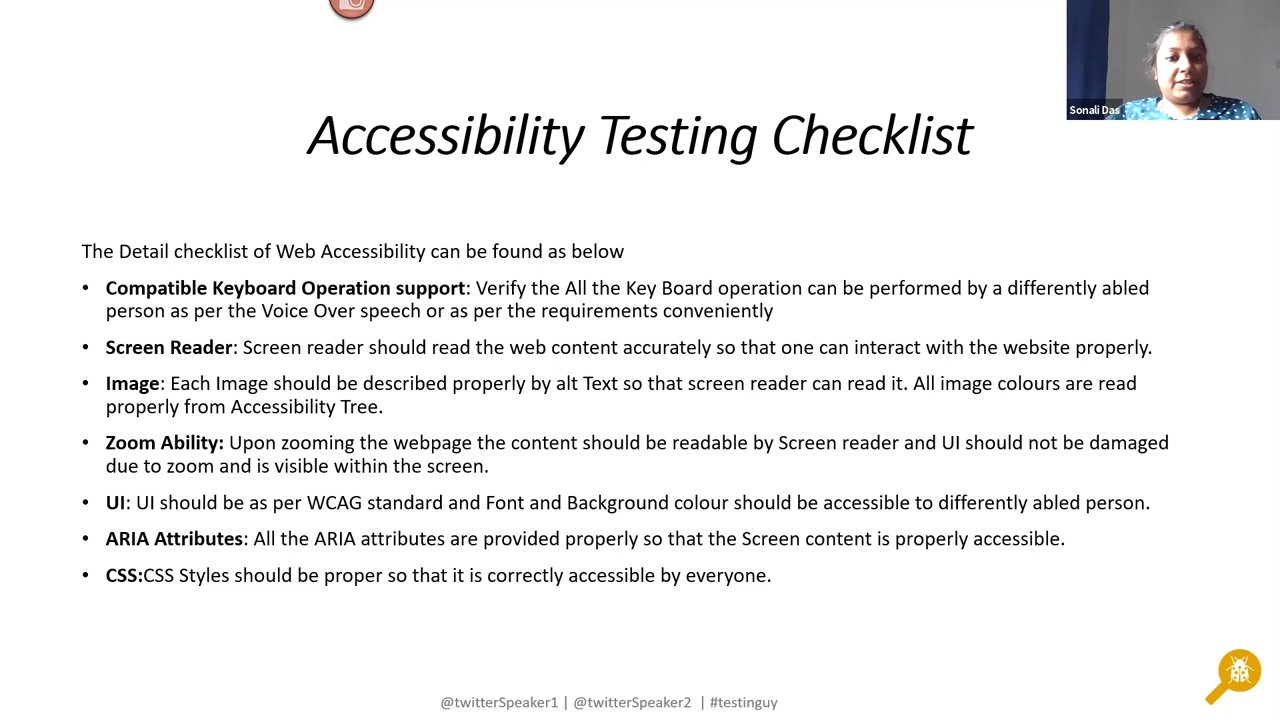 Sonali Das
Accessibility Testing Checklist
The Detail checklist of Web Accessibility can be found as below
• Compatible Keyboard Operation support: Verify the All the Key Board operation can be performed by a differently abled
person as per the Voice Over speech or as per the requirements conveniently
• Screen Reader: Screen reader should read the web content accurately so that one can interact with the website properly.
• Image: Each Image should be described properly by alt Text so that screen reader can read it. All image colours are read
properly from Accessibility Tree.
• Zoom Ability: Upon zooming the webpage the content should be readable by Screen reader and UI should not be damaged
due to zoom and is visible within the screen.
• UI: UI should be as per WCAG standard and Font and Background colour should be accessible to differently abled person.
• ARIA Attributes: All the ARIA attributes are provided properly so that the Screen content is properly accessible.
• CSS:CSS Styles should be proper so that it is correctly accessible by everyone.
@twitterSpeaker1 | @twitterSpeaker2 | #testinguy